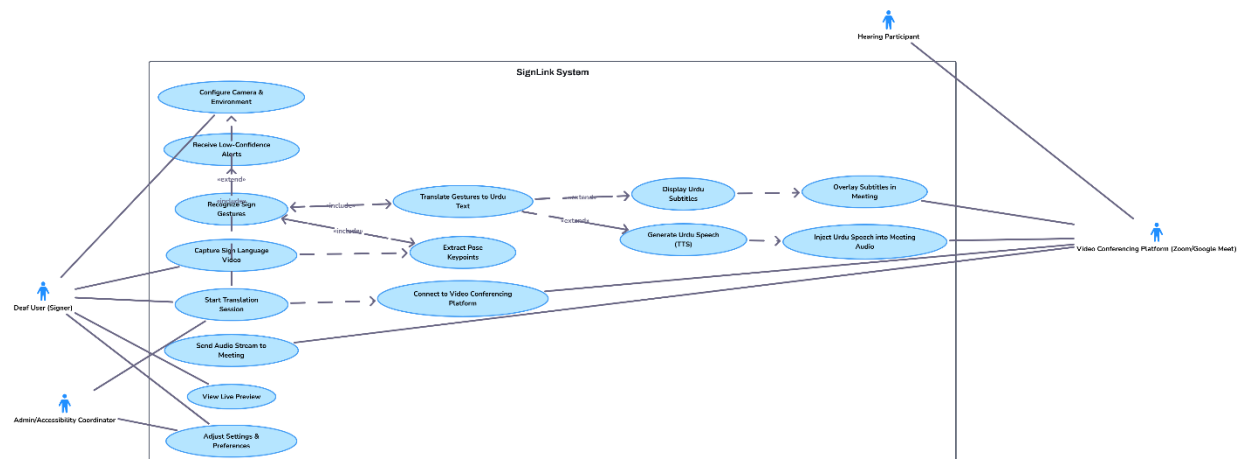 Hearing Participant
SignLink System
Configure Camera &
Environment
Receive Low-Confidence
Alerts
«extend»
Recognize Sign
Gestures
«include»
«include»
Translate Gestures to Urdu
Text
«extend»
Display Urdu
Subtitles
Overlay Subtitles in
Meeting
«include»
«extend»
Generate Urdu Speech
(TTS)
Inject Urdu Speech into Meeting
Audio
Video Conferencing Platform (Zoom/Google Meet)
Capture Sign Language
Video
Extract Pose
Keypoints
Deaf User (Signer)
Start Translation
Session
Connect to Video Conferencing
Platform
Send Audio Stream to
Meeting
View Live Preview
Admin/Accessibility Coordinator
Adjust Settings &
Preferences